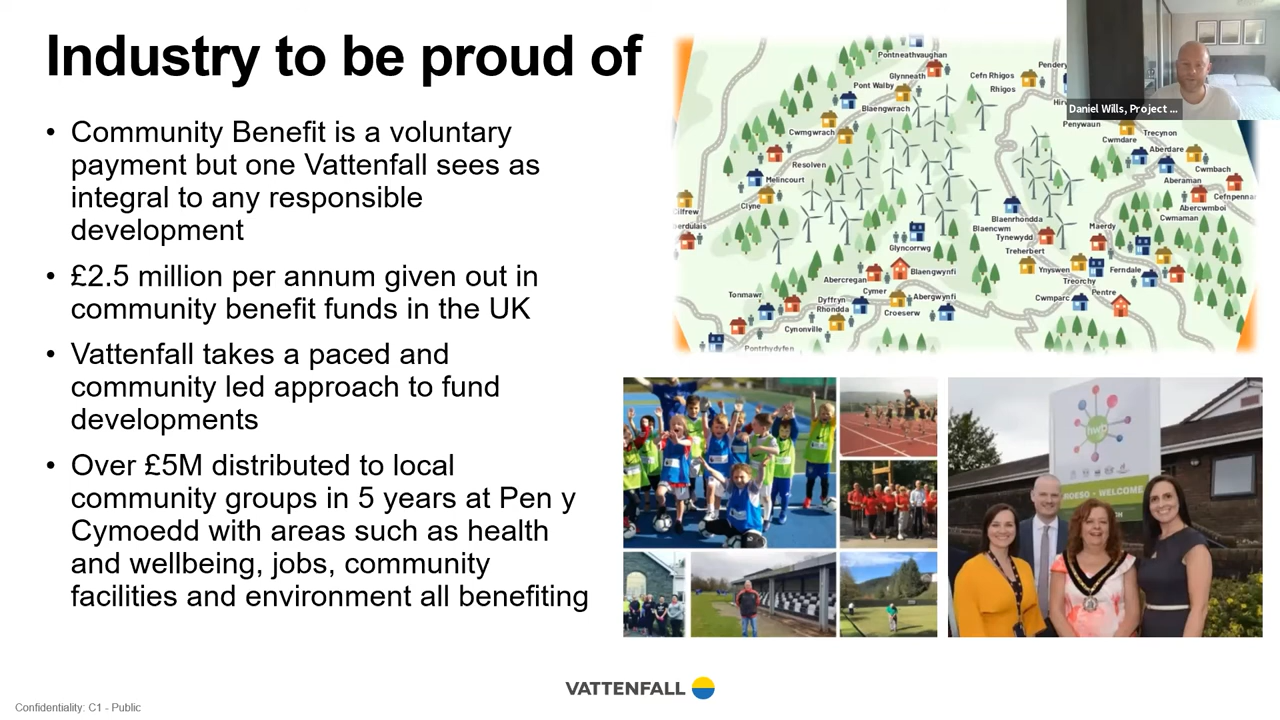 Industry to be proud of
• Community Benefit is a voluntary
payment but one Vattenfall sees as
integral to any responsible
development
• £2.5 million per annum given out in
community benefit funds in the UK
• Vattenfall takes a paced and
community led approach to fund
developments
• Over £5M distributed to local
community groups in 5 years at Pen y
Cymoedd with areas such as health
and wellbeing, jobs, community
facilities and environment all benefiting
Pontneathvaughan
Glynneath
Pont Walby
Blaengwrach
Cwmgwrach
Resolven
Melincourt
Clyne
Cefn Rhigos
Rhigos
Daniel Wills, Project ...
Penywaun
Trecynon
Cwmdare
Aberdare
Cwmbach
Aberaman
Abercwmboi
Cwmaman
Maerdy
Blaenrhondda
Blaencwm
Tynewydd
Treherbert
Ynyswen
Ferndale
Treorchy
Pentre
Cwmparc
Glyncorrwg
Blaengwynfi
Abercregan
Cymer
Abergwynfi
Croeserw
Dyffryn
Rhondda
Tonmawr
Cynonville
Pontrhydyfen
hwb
CROESO - WELCOME
VATTENFALL
Confidentiality: C1 - Public